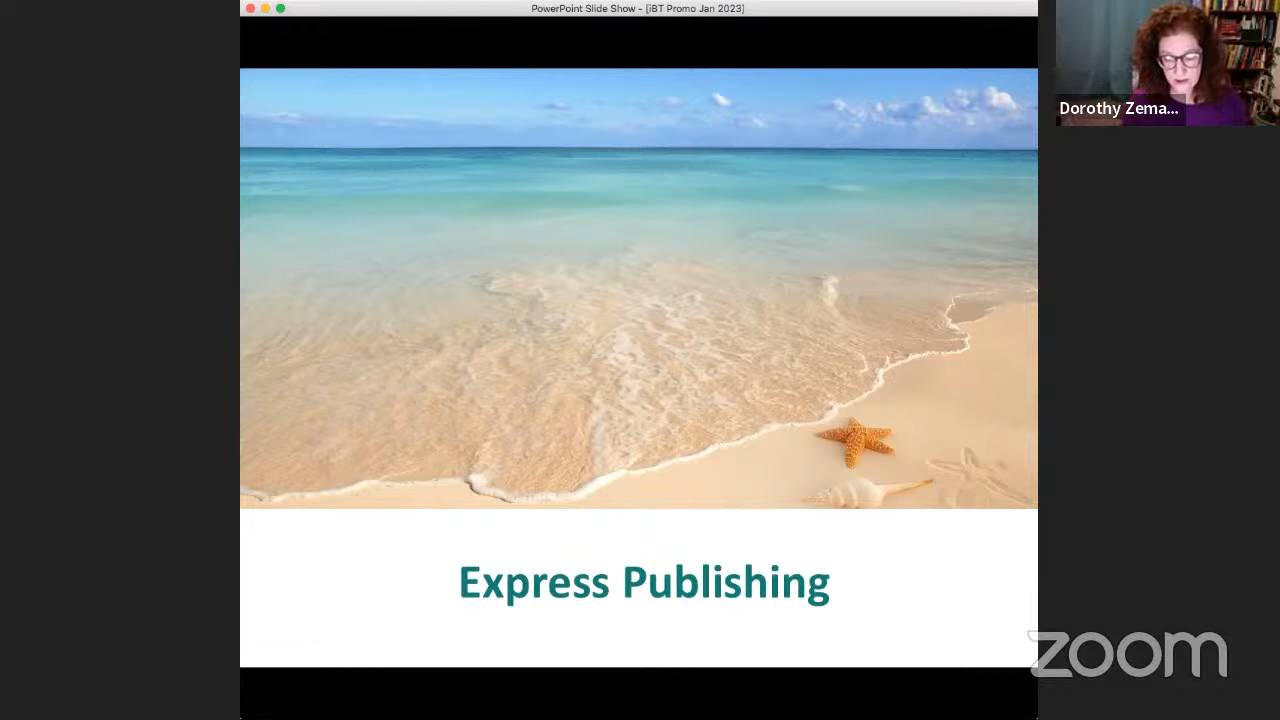 PowerPoint Slide Show - [iBT Promo Jan 2023]
Dorothy Zema...
Express Publishing
zoom